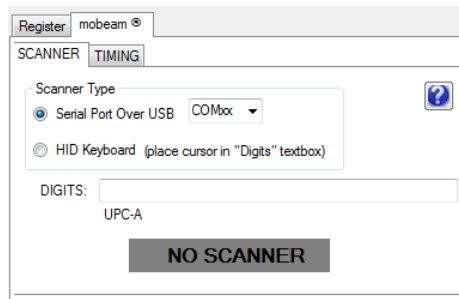 Register mobeam ®
SCANNER TIMING
Scanner Type
Serial Port Over USB COMxx
HID Keyboard (place cursor in "Digits" textbox)
?
DIGITS:
UPC-A
NO SCANNER